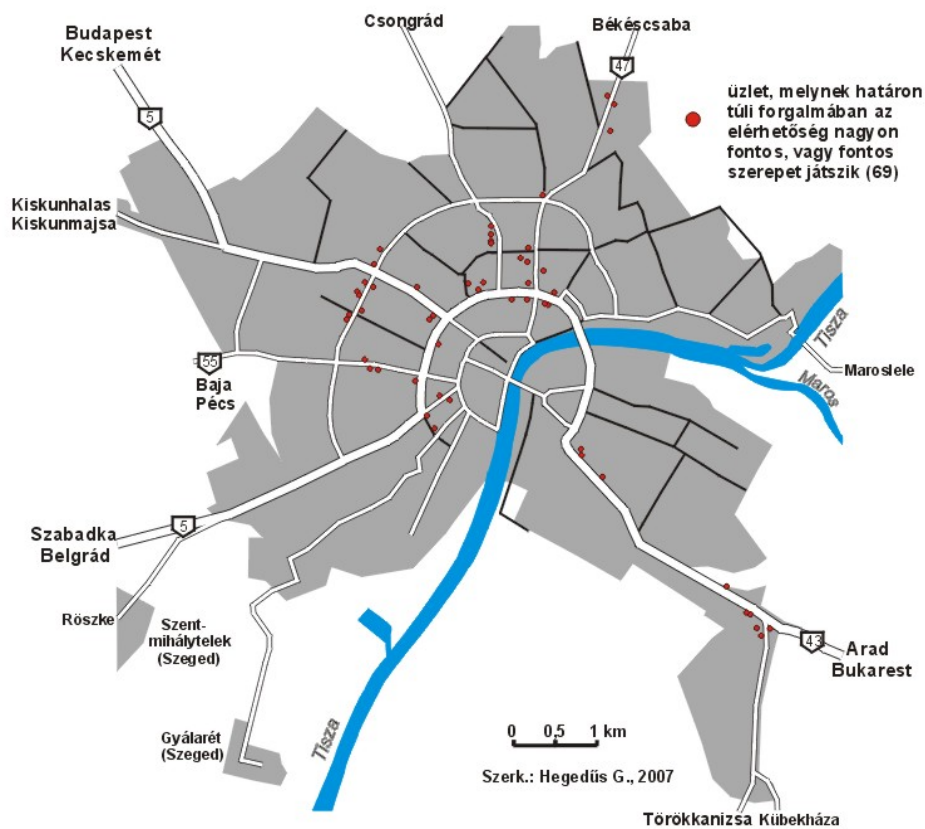 Csongrád
Békéscsaba
Budapest
Kecskemét
47
5
üzlet, melynek határon
túli forgalmában az
elérhetőség nagyon
fontos, vagy fontos
szerepet játszik (69)
Kiskunhalas
Kiskunmajsa
Tisza
55
Baja
Pécs
Maroslele
Maros
5
Szabadka
Belgrád
Röszke
Szent-
mihálytelek
(Szeged)
43
Arad
Bukarest
Gyálarét
(Szeged)
Tisza
0 0,5 1 km
Szerk.: Hegedűs G., 2007
Törökkanizsa Kübekháza